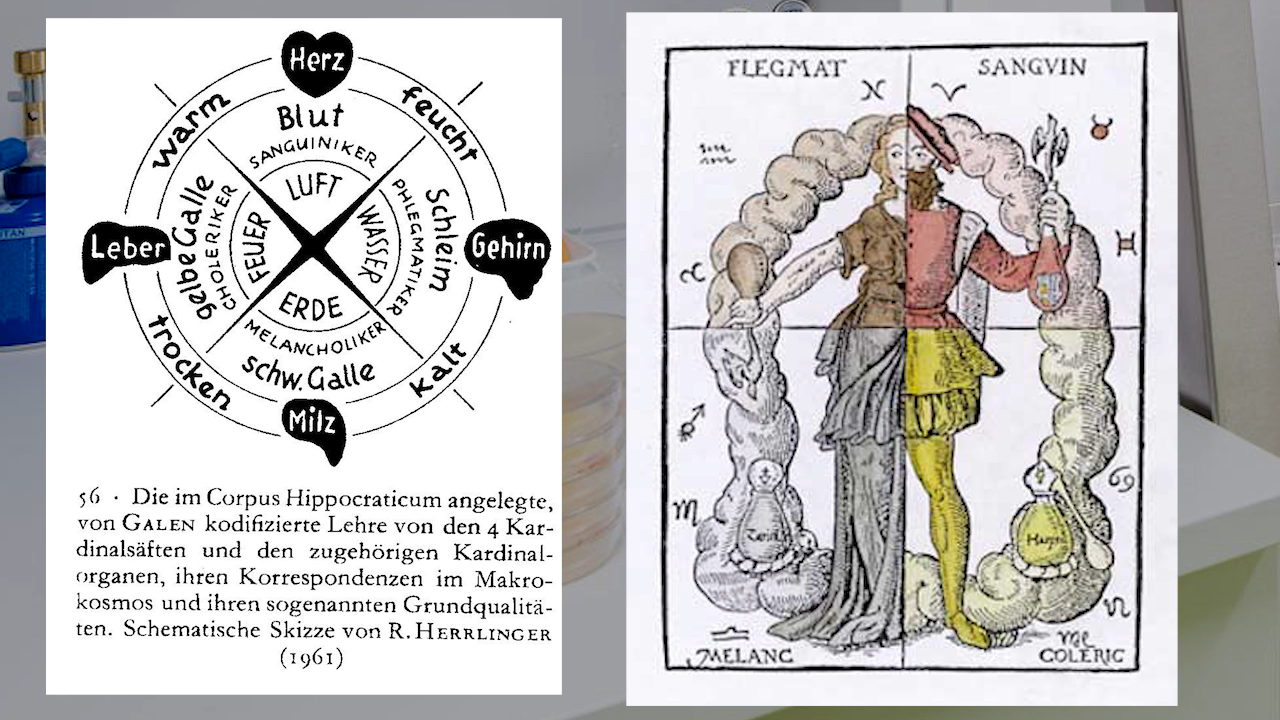 Herz
warm
feucht
Blut
SANGUINIKER
LUFT
Leber
gelbe Galle
CHOLERIKER
FEUER
WASSER
PHLEGMATIKER
Schleim
Gehirn
ERDE
MELANCHOLIKER
schw. Galle
trocken
kalt
Milz
56 · Die im Corpus Hippocraticum angelegte,
von GALEN kodifizierte Lehre von den 4 Kar-
dinalsäften und den zugehörigen Kardinal-
organen, ihren Korrespondenzen im Makro-
kosmos und ihren sogenannten Grundqualitä-
ten. Schematische Skizze von R. HERRLINGER
(1961)
FLEGMAT
SANGVIN
MELANC
COLERIC